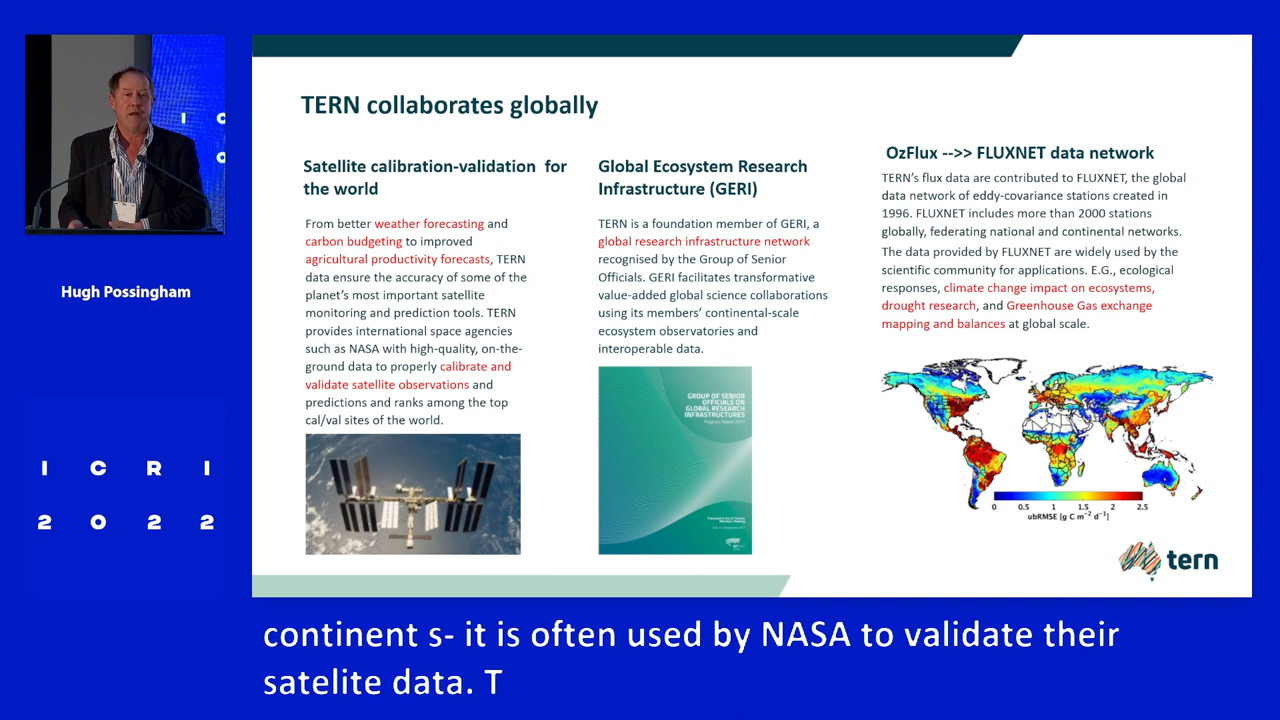 I C
O
Hugh Possingham
I C R I
2 0 2 2
TERN collaborates globally
Satellite calibration-validation for
the world
From better weather forecasting and
carbon budgeting to improved
agricultural productivity forecasts, TERN
data ensure the accuracy of some of the
planet's most important satellite
monitoring and prediction tools. TERN
provides international space agencies
such as NASA with high-quality, on-the-
ground data to properly calibrate and
validate satellite observations and
predictions and ranks among the top
cal/val sites of the world.
Global Ecosystem Research
Infrastructure (GERI)
TERN is a foundation member of GERI, a
global research infrastructure network
recognised by the Group of Senior
Officials. GERI facilitates transformative
value-added global science collaborations
using its members' continental-scale
ecosystem observatories and
interoperable data.
GROUP OF SENIOR
OFFICIALS ON
GLOBAL RESEARCH
INFRASTRUCTURES
Progress Report 2017
OzFlux -->> FLUXNET data network
TERN's flux data are contributed to FLUXNET, the global
data network of eddy-covariance stations created in
1996. FLUXNET includes more than 2000 stations
globally, federating national and continental networks.
The data provided by FLUXNET are widely used by the
scientific community for applications. E.G., ecological
responses, climate change impact on ecosystems,
drought research, and Greenhouse Gas exchange
mapping and balances at global scale.
0 0.5 1 1.5 2 2.5
ubRMSE [g C m⁻² d⁻¹]
tern
continent s- it is often used by NASA to validate their
satelite data. T